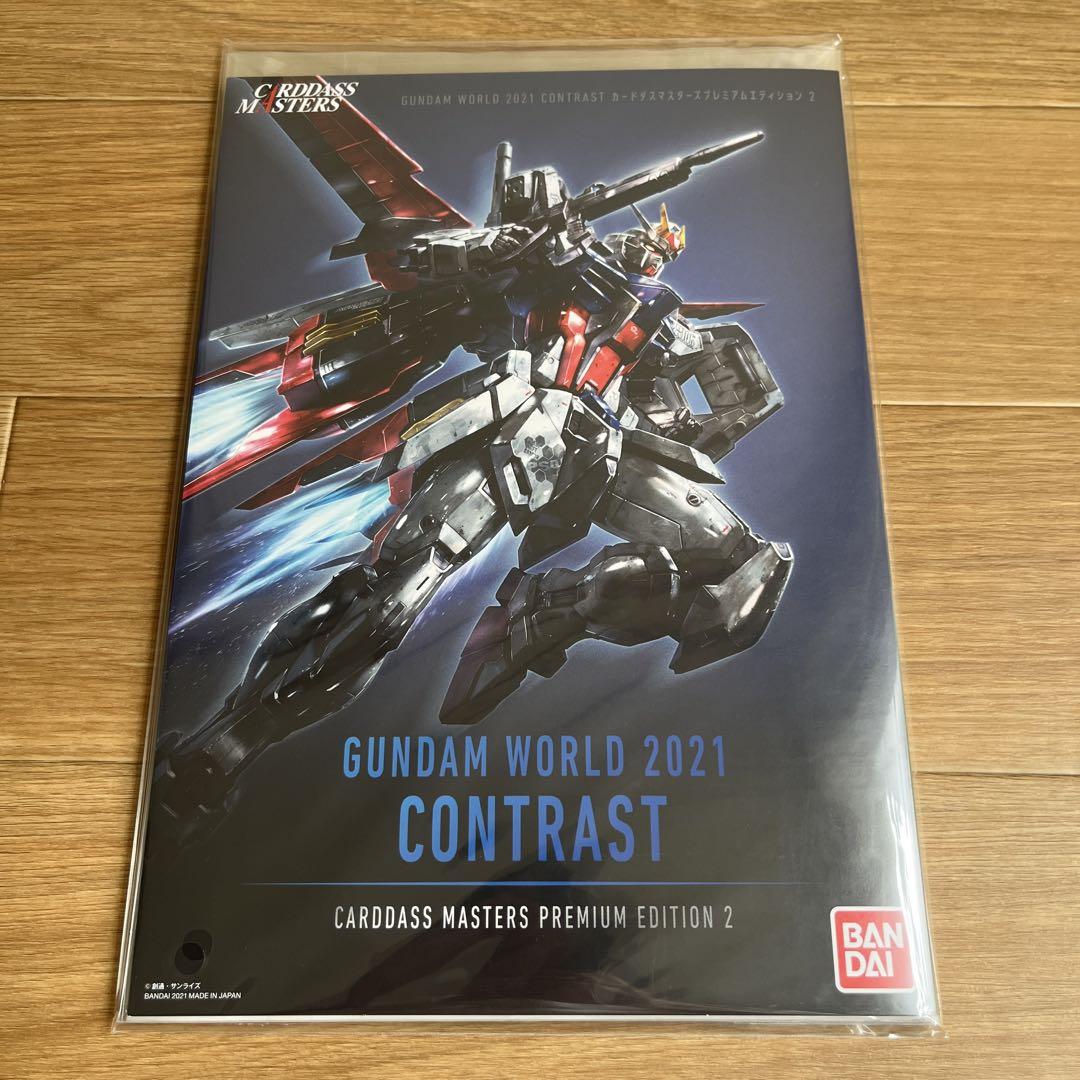 CARDDASS
MASTERS
GUNDAM WORLD 2021 CONTRAST カードダスマスターズプレミアムエディション 2
GUNDAM WORLD 2021
CONTRAST
CARDDASS MASTERS PREMIUM EDITION 2
BAN
DAI
©創通・サンライズ
BANDAI 2021 MADE IN JAPAN